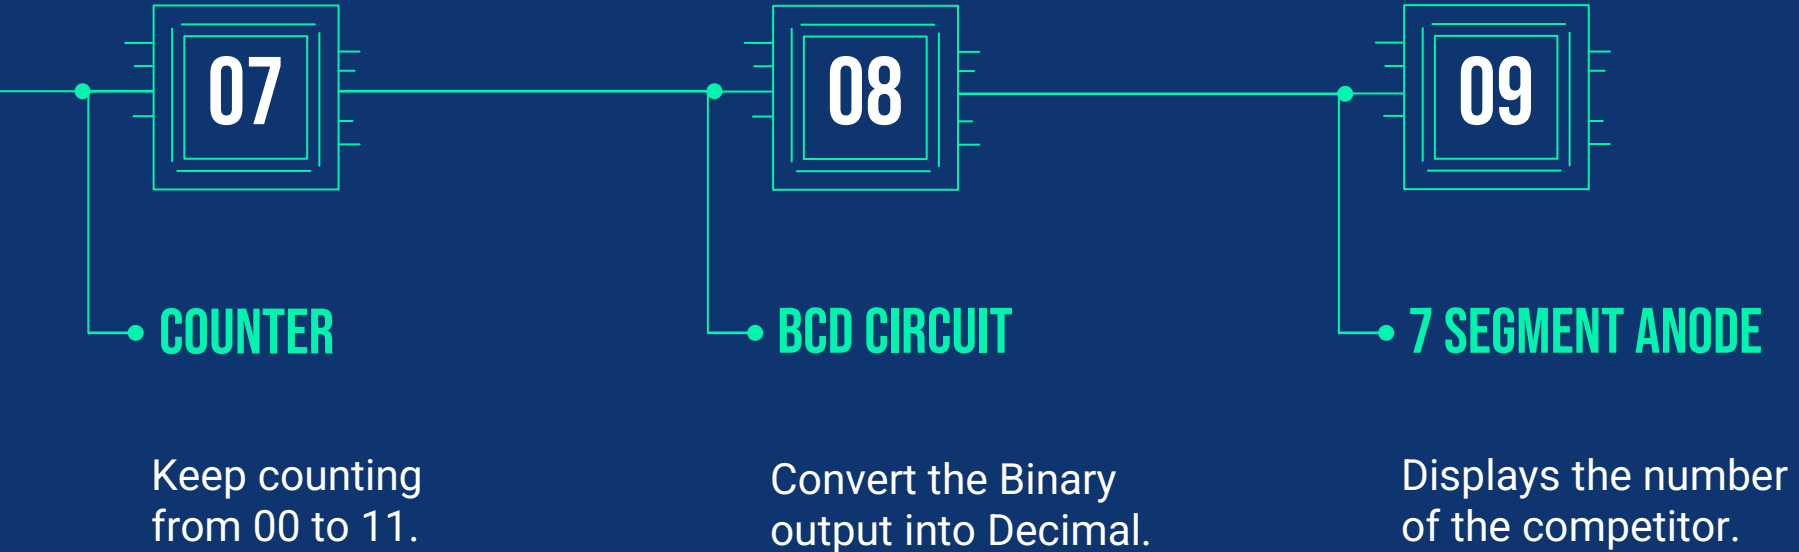 07
08
09
COUNTER
BCD CIRCUIT
7 SEGMENT ANODE
Keep counting
from 00 to 11.
Convert the Binary
output into Decimal.
Displays the number
of the competitor.